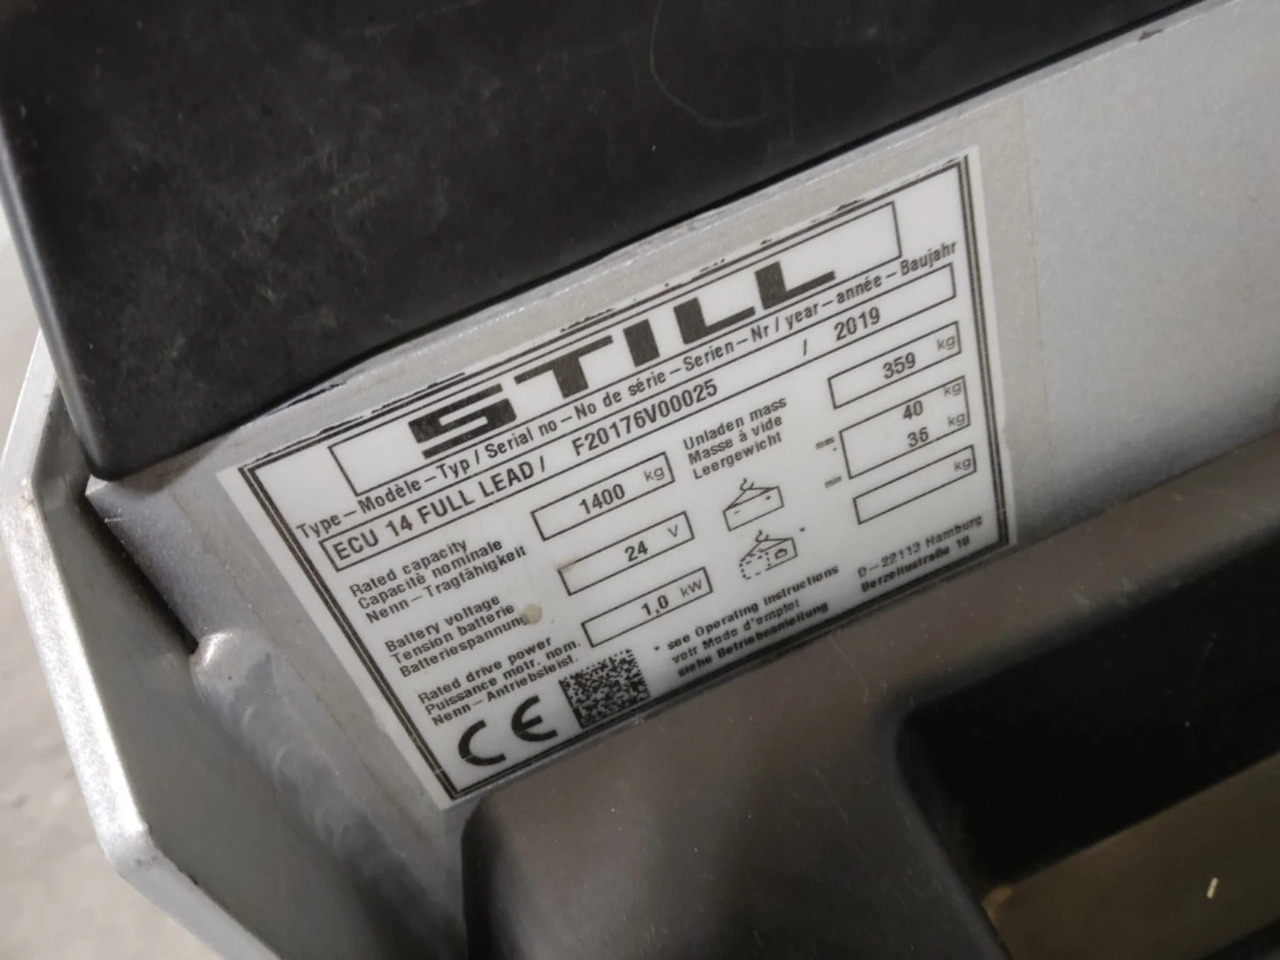 STILL
Type – Modèle – Typ / Serial no – No de série – Serien – Nr / year – année – Baujahr
ECU 14 FULL LEAD / F20176V00025 / 2019
Rated capacity
Capacité nominale
Nenn – Tragfähigkeit
1400 kg
Unladen mass
Masse à vide
Leergewicht
359 kg
Battery voltage
Tension batterie
Batteriespannung
24 V
40 kg
min
36 kg
Rated drive power
Puissance motr. nom.
Nenn – Antriebsleist.
1,0 kW
*
kg
CE
* see Operating instructions
voir Mode d'emploi
siehe Betriebsanleitung
D – 22113 Hamburg
Berzeliusstraße 10